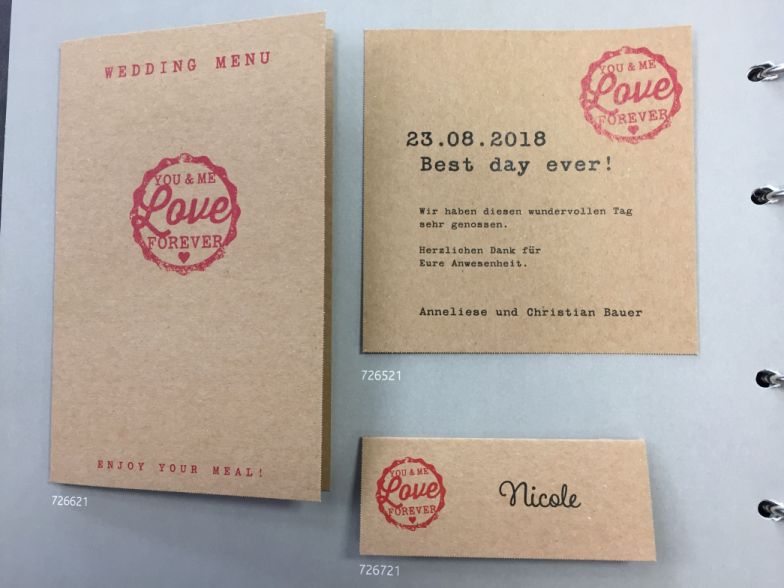 WEDDING MENU
YOU & ME
Love
FOREVER
ENJOY YOUR MEAL!
726621
YOU & ME
Love
FOREVER
23.08.2018
Best day ever!
Wir haben diesen wundervollen Tag
sehr genossen.
Herzlichen Dank für
Eure Anwesenheit.
Anneliese und Christian Bauer
726521
YOU & ME
Love
FOREVER
Nicole
726721